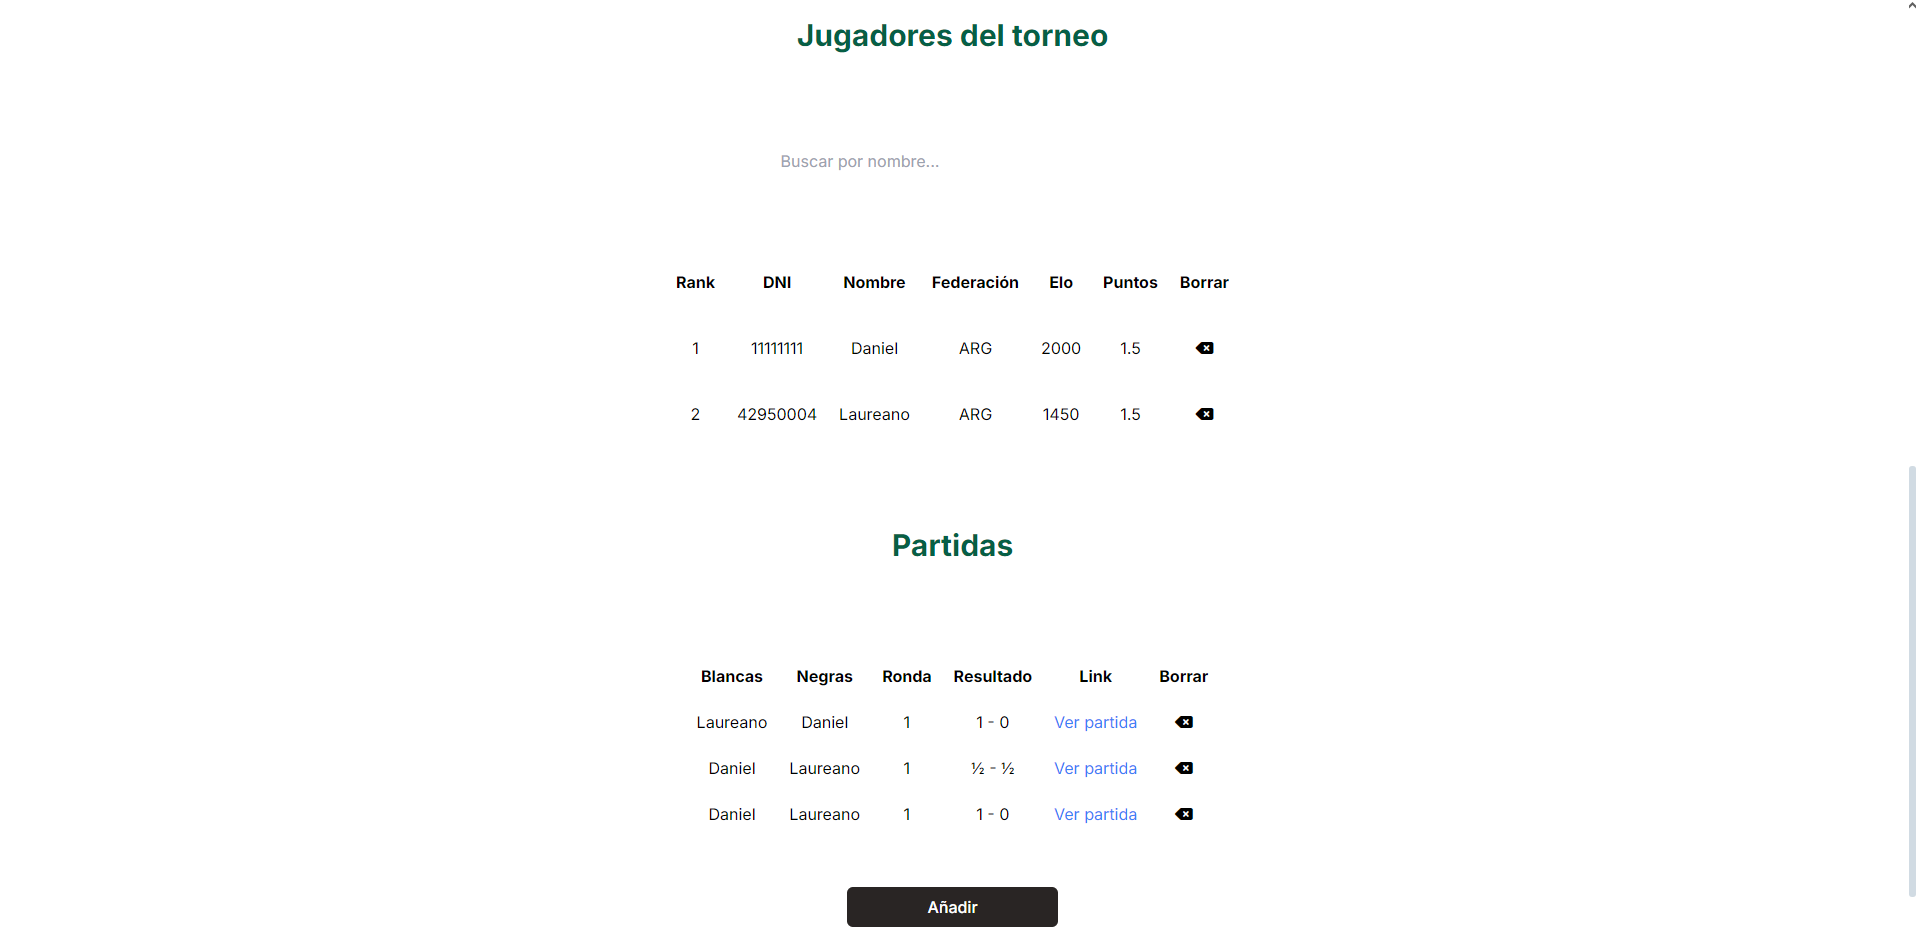 Jugadores del torneo
Buscar por nombre...
Rank DNI Nombre Federación Elo Puntos Borrar
1 11111111 Daniel ARG 2000 1.5
2 42950004 Laureano ARG 1450 1.5
Partidas
Blancas Negras Ronda Resultado Link Borrar
Laureano Daniel 1 1 - 0 Ver partida
Daniel Laureano 1 ½ - ½ Ver partida
Daniel Laureano 1 1 - 0 Ver partida
Añadir